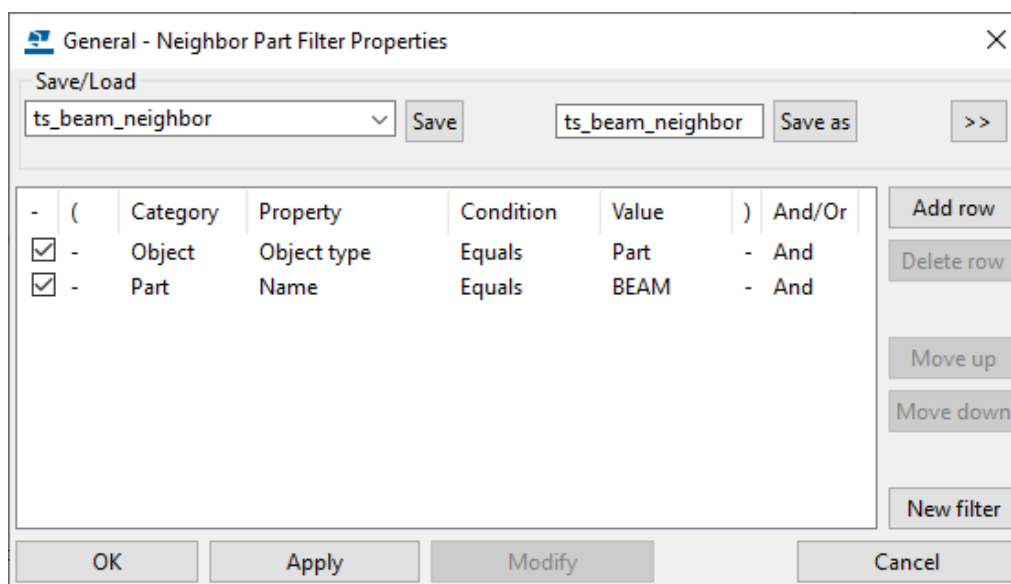 General - Neighbor Part Filter Properties
Save/Load
ts_beam_neighbor Save ts_beam_neighbor Save as >>
- ( Category Property Condition Value ) And/Or
- Object Object type Equals Part - And
- Part Name Equals BEAM - And
Add row
Delete row
Move up
Move down
New filter
OK Apply Modify Cancel